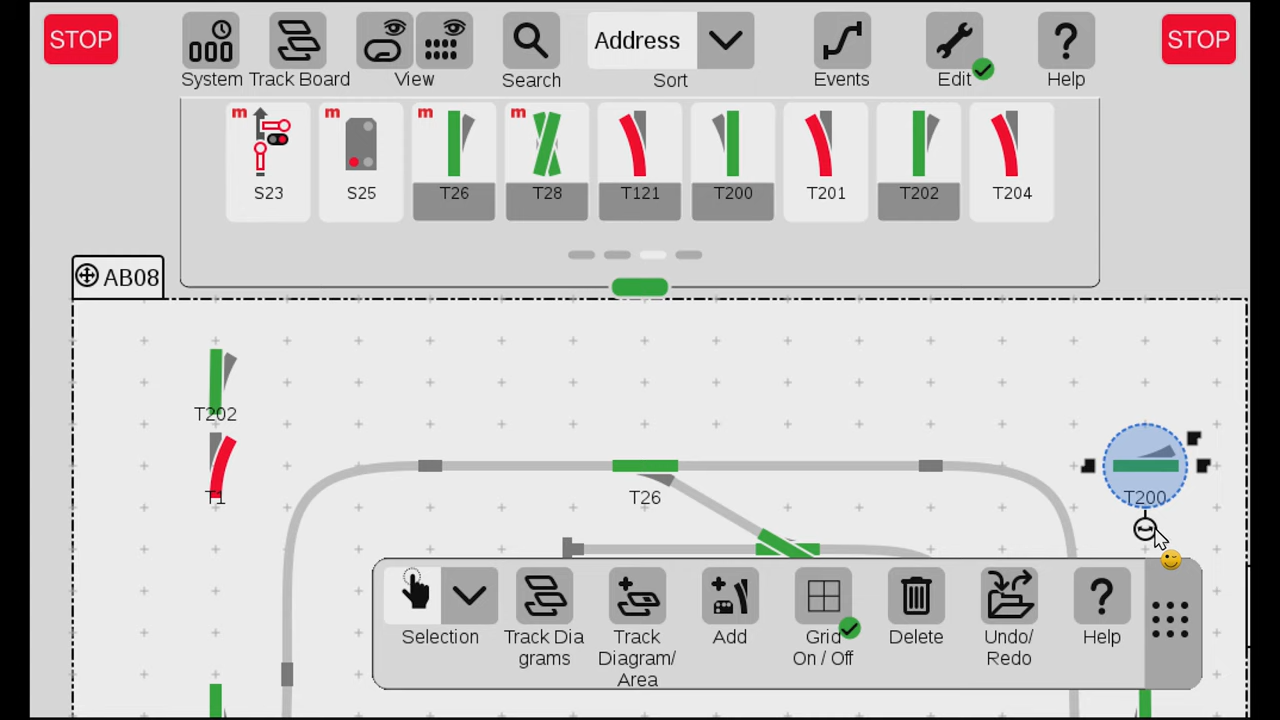 STOP
Address
STOP
System
Track Board
View
Search
Sort
Events
Edit
Help
m
m
m
m
S23
S25
T26
T28
T121
T200
T201
T202
T204
AB08
T202
T1
T26
T200
Selection
Track Dia
grams
Track
Diagram/
Area
Add
Grid
On / Off
Delete
Undo/
Redo
Help